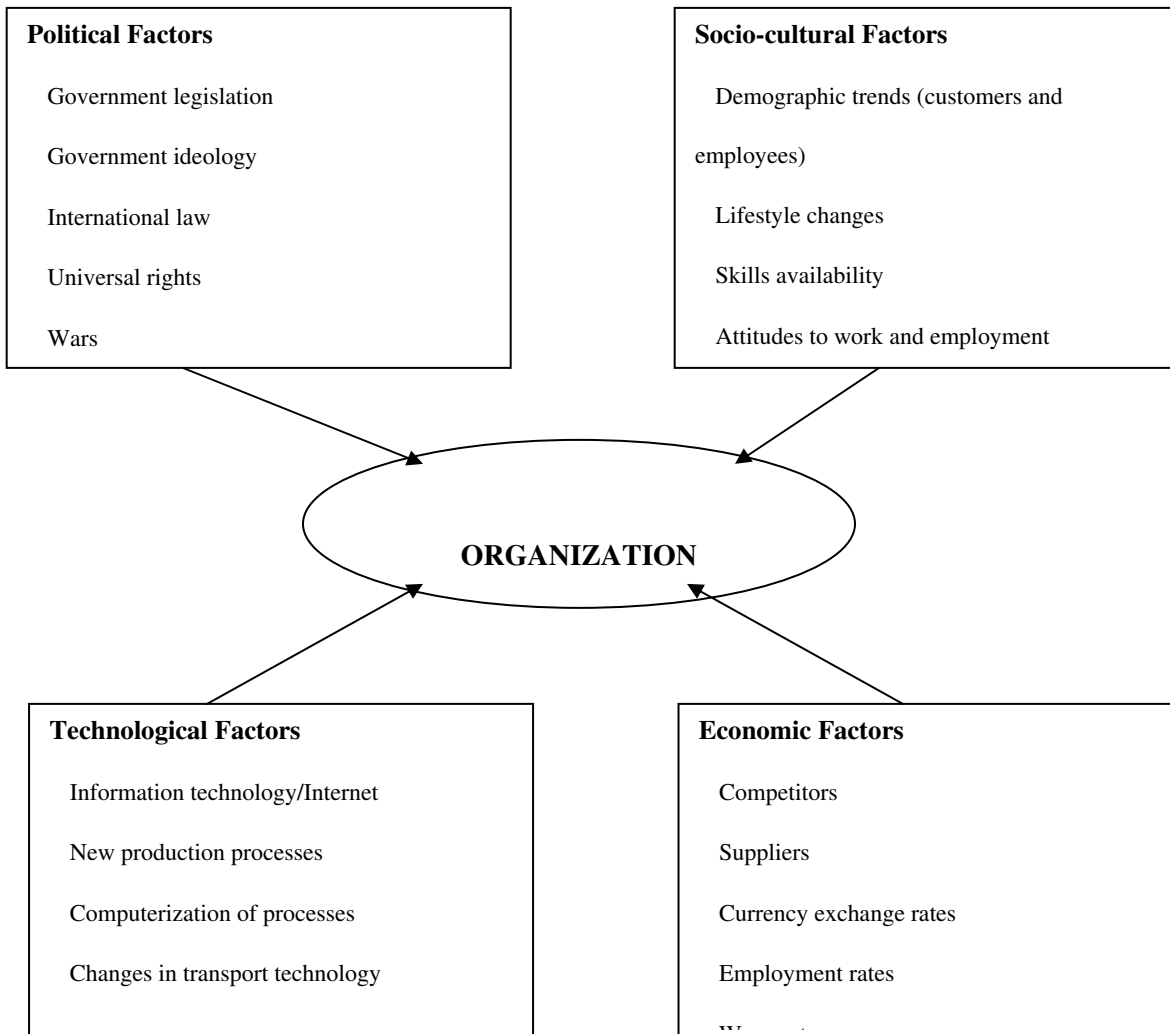 Political Factors
Government legislation
Government ideology
International law
Universal rights
Wars
Socio-cultural Factors
Demographic trends (customers and
employees)
Lifestyle changes
Skills availability
Attitudes to work and employment
ORGANIZATION
Technological Factors
Information technology/Internet
New production processes
Computerization of processes
Changes in transport technology
Economic Factors
Competitors
Suppliers
Currency exchange rates
Employment rates